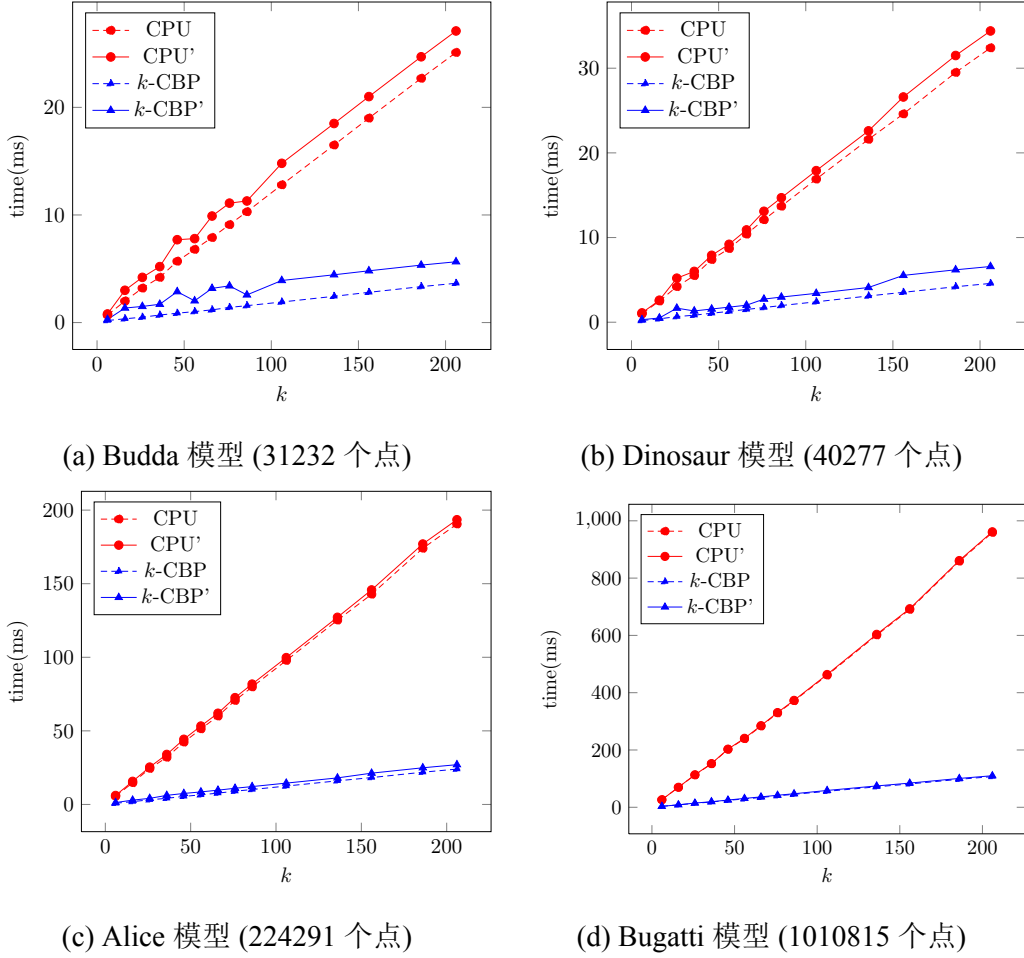 CPU
CPU'
k-CBP
k-CBP'
time(ms)
20
10
0
0
50
100
150
200
k
(a) Budda 模型 (31232 个点)
CPU
CPU'
k-CBP
k-CBP'
time(ms)
30
20
10
0
0
50
100
150
200
k
(b) Dinosaur 模型 (40277 个点)
CPU
CPU'
k-CBP
k-CBP'
time(ms)
200
150
100
50
0
0
50
100
150
200
k
(c) Alice 模型 (224291 个点)
CPU
CPU'
k-CBP
k-CBP'
time(ms)
1,000
800
600
400
200
0
0
50
100
150
200
k
(d) Bugatti 模型 (1010815 个点)